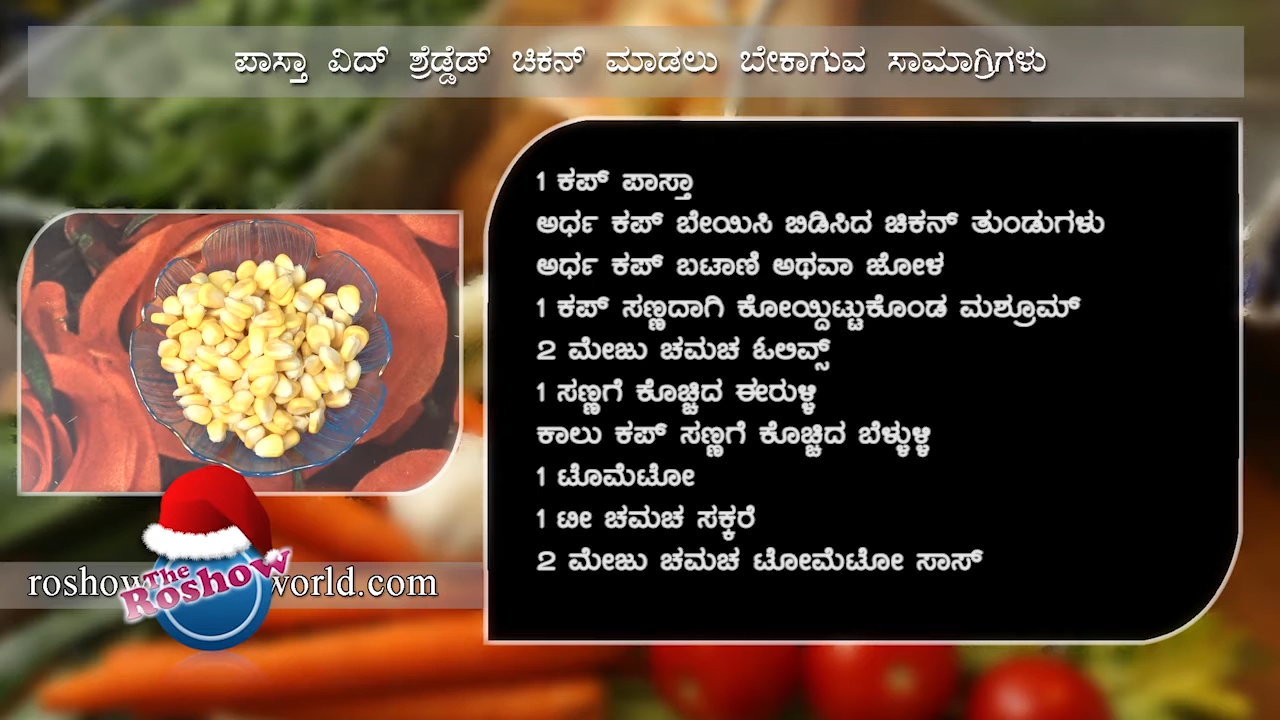 ಪಾಸ್ತಾ ವಿದ್ ಶ್ರೆಡ್ಡೆಡ್ ಚಿಕನ್ ಮಾಡಲು ಬೇಕಾಗುವ ಸಾಮಾಗ್ರಿಗಳು
1 ಕಪ್ ಪಾಸ್ತಾ
ಅರ್ಧ ಕಪ್ ಬೇಯಿಸಿ ಬಿಡಿಸಿದ ಚಿಕನ್ ತುಂಡುಗಳು
ಅರ್ಧ ಕಪ್ ಬಟಾಣಿ ಅಥವಾ ಜೋಳ
1 ಕಪ್ ಸಣ್ಣದಾಗಿ ಕೋಯ್ದಿಟ್ಟುಕೊಂಡ ಮಶ್ರೂಮ್
2 ಮೇಜು ಚಮಚ ಓಲಿವ್ಸ್
1 ಸಣ್ಣಗೆ ಕೊಚ್ಚಿದ ಈರುಳ್ಳಿ
ಕಾಲು ಕಪ್ ಸಣ್ಣಗೆ ಕೊಚ್ಚಿದ ಬೆಳ್ಳುಳ್ಳಿ
1 ಟೊಮೆಟೋ
1 ಟೀ ಚಮಚ ಸಕ್ಕರೆ
2 ಮೇಜು ಚಮಚ ಟೋಮೆಟೋ ಸಾಸ್
The
Roshow
roshow world.com